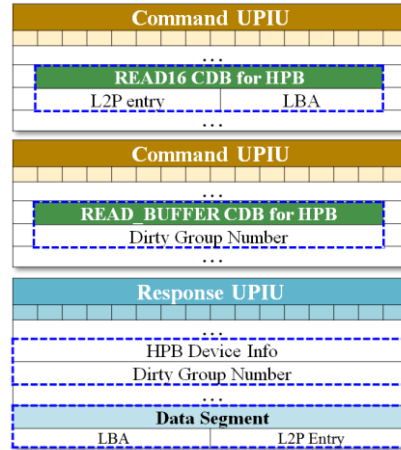 Command UPIU
...
READ16 CDB for HPB
L2P entry LBA
...
Command UPIU
...
READ_BUFFER CDB for HPB
Dirty Group Number
...
Response UPIU
...
HPB Device Info
Dirty Group Number
...
Data Segment
LBA L2P Entry